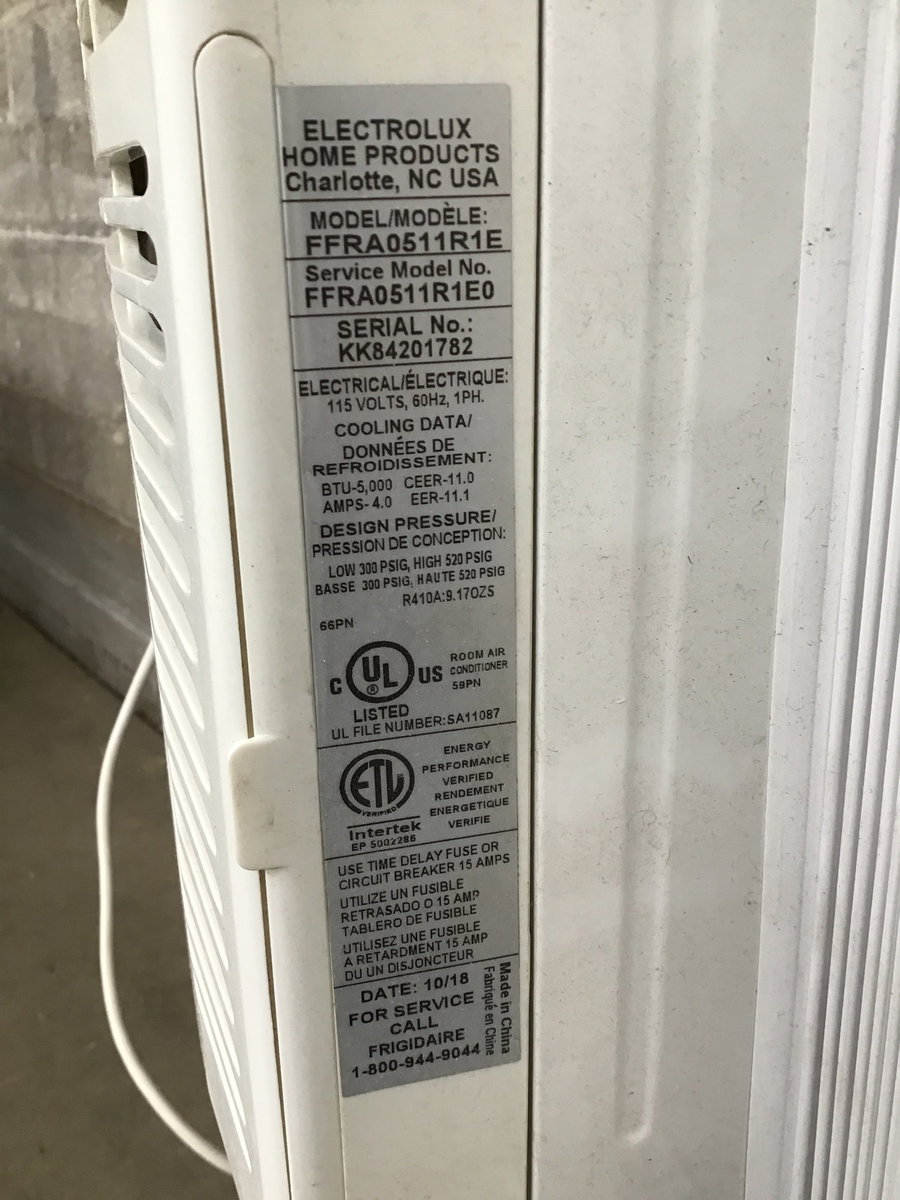 ELECTROLUX
HOME PRODUCTS
Charlotte, NC USA
MODEL/MODÈLE:
FFRA0511R1E
Service Model No.
FFRA0511R1E0
SERIAL No.:
KK84201782
ELECTRICAL/ÉLECTRIQUE:
115 VOLTS, 60Hz, 1PH.
COOLING DATA/
DONNÉES DE
REFROIDISSEMENT:
BTU-5,000 CEER-11.0
AMPS- 4.0 EER-11.1
DESIGN PRESSURE/
PRESSION DE CONCEPTION:
LOW 300 PSIG, HIGH 520 PSIG
BASSE 300 PSIG, HAUTE 520 PSIG
R410A:9.17OZS
66PN
C UL ® US
ROOM AIR
CONDITIONER
59PN
LISTED
UL FILE NUMBER:SA11087
ETL
VERIFIED
Intertek
EP 5002286
ENERGY
PERFORMANCE
VERIFIED
RENDEMENT
ENERGETIQUE
VERIFIE
USE TIME DELAY FUSE OR
CIRCUIT BREAKER 15 AMPS
UTILIZE UN FUSIBLE
RETRASADO O 15 AMP
TABLERO DE FUSIBLE
UTILISEZ UNE FUSIBLE
A RETARDMENT 15 AMP
DU UN DISJONCTEUR
DATE: 10/18
FOR SERVICE
CALL
FRIGIDAIRE
1-800-944-9044
Made in China
Fabriqué en Chine